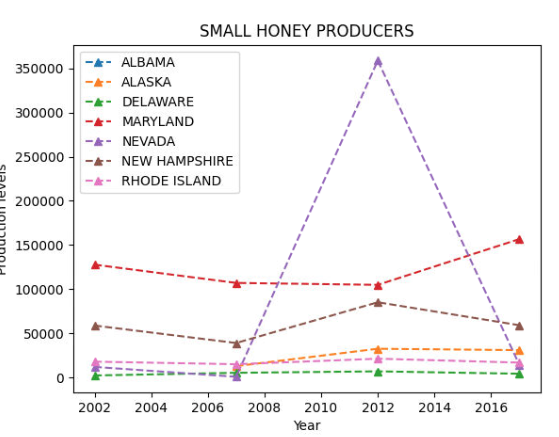 SMALL HONEY PRODUCERS
350000
300000
250000
200000
150000
100000
50000
0
Production levels
ALBAMA
ALASKA
DELAWARE
MARYLAND
NEVADA
NEW HAMPSHIRE
RHODE ISLAND
2002 2004 2006 2008 2010 2012 2014 2016
Year